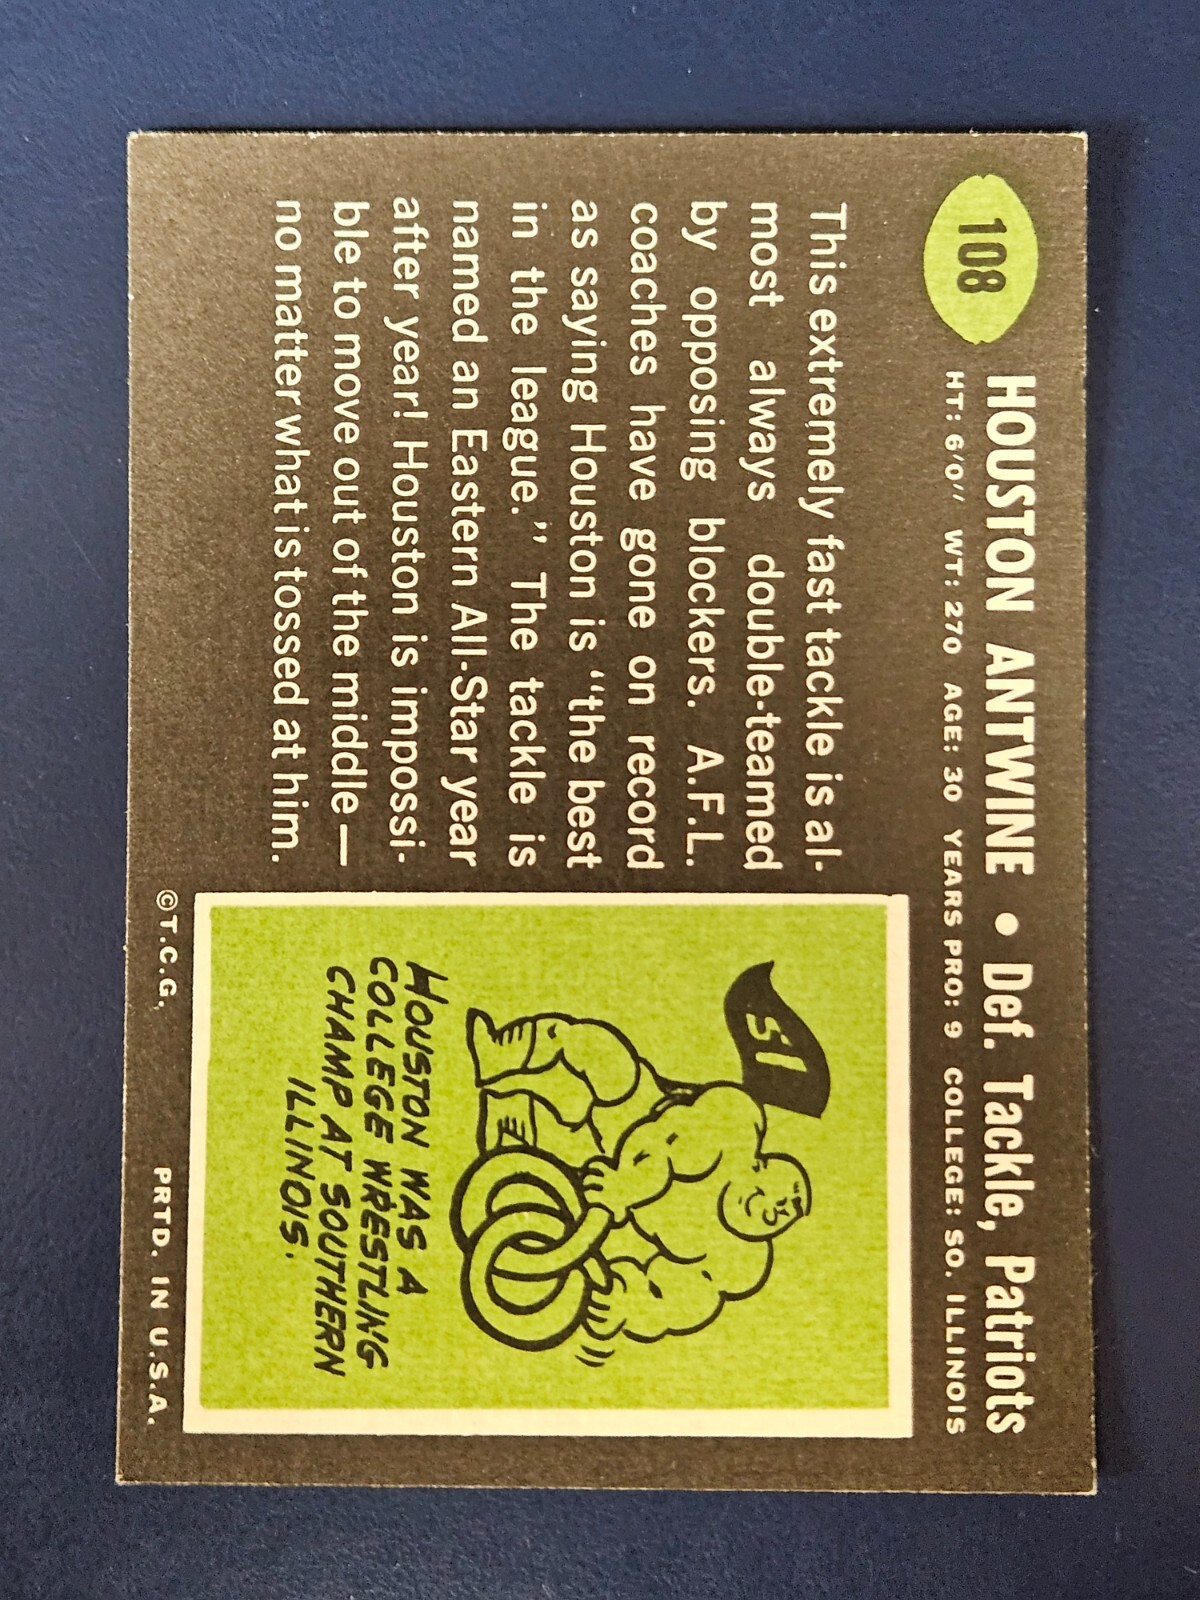 108
HOUSTON ANTWINE • Def. Tackle, Patriots
HT: 6'0" WT: 270 AGE: 30 YEARS PRO: 9 COLLEGE: SO. ILLINOIS
This extremely fast tackle is al-
most always double-teamed
by opposing blockers. A.F.L.
coaches have gone on record
as saying Houston is "the best
in the league." The tackle is
named an Eastern All-Star year
after year! Houston is impossi-
ble to move out of the middle—
no matter what is tossed at him.
SI
HOUSTON WAS A
COLLEGE WRESTLING
CHAMP AT SOUTHERN
ILLINOIS.
©T.C.G. PRTD. IN U.S.A.